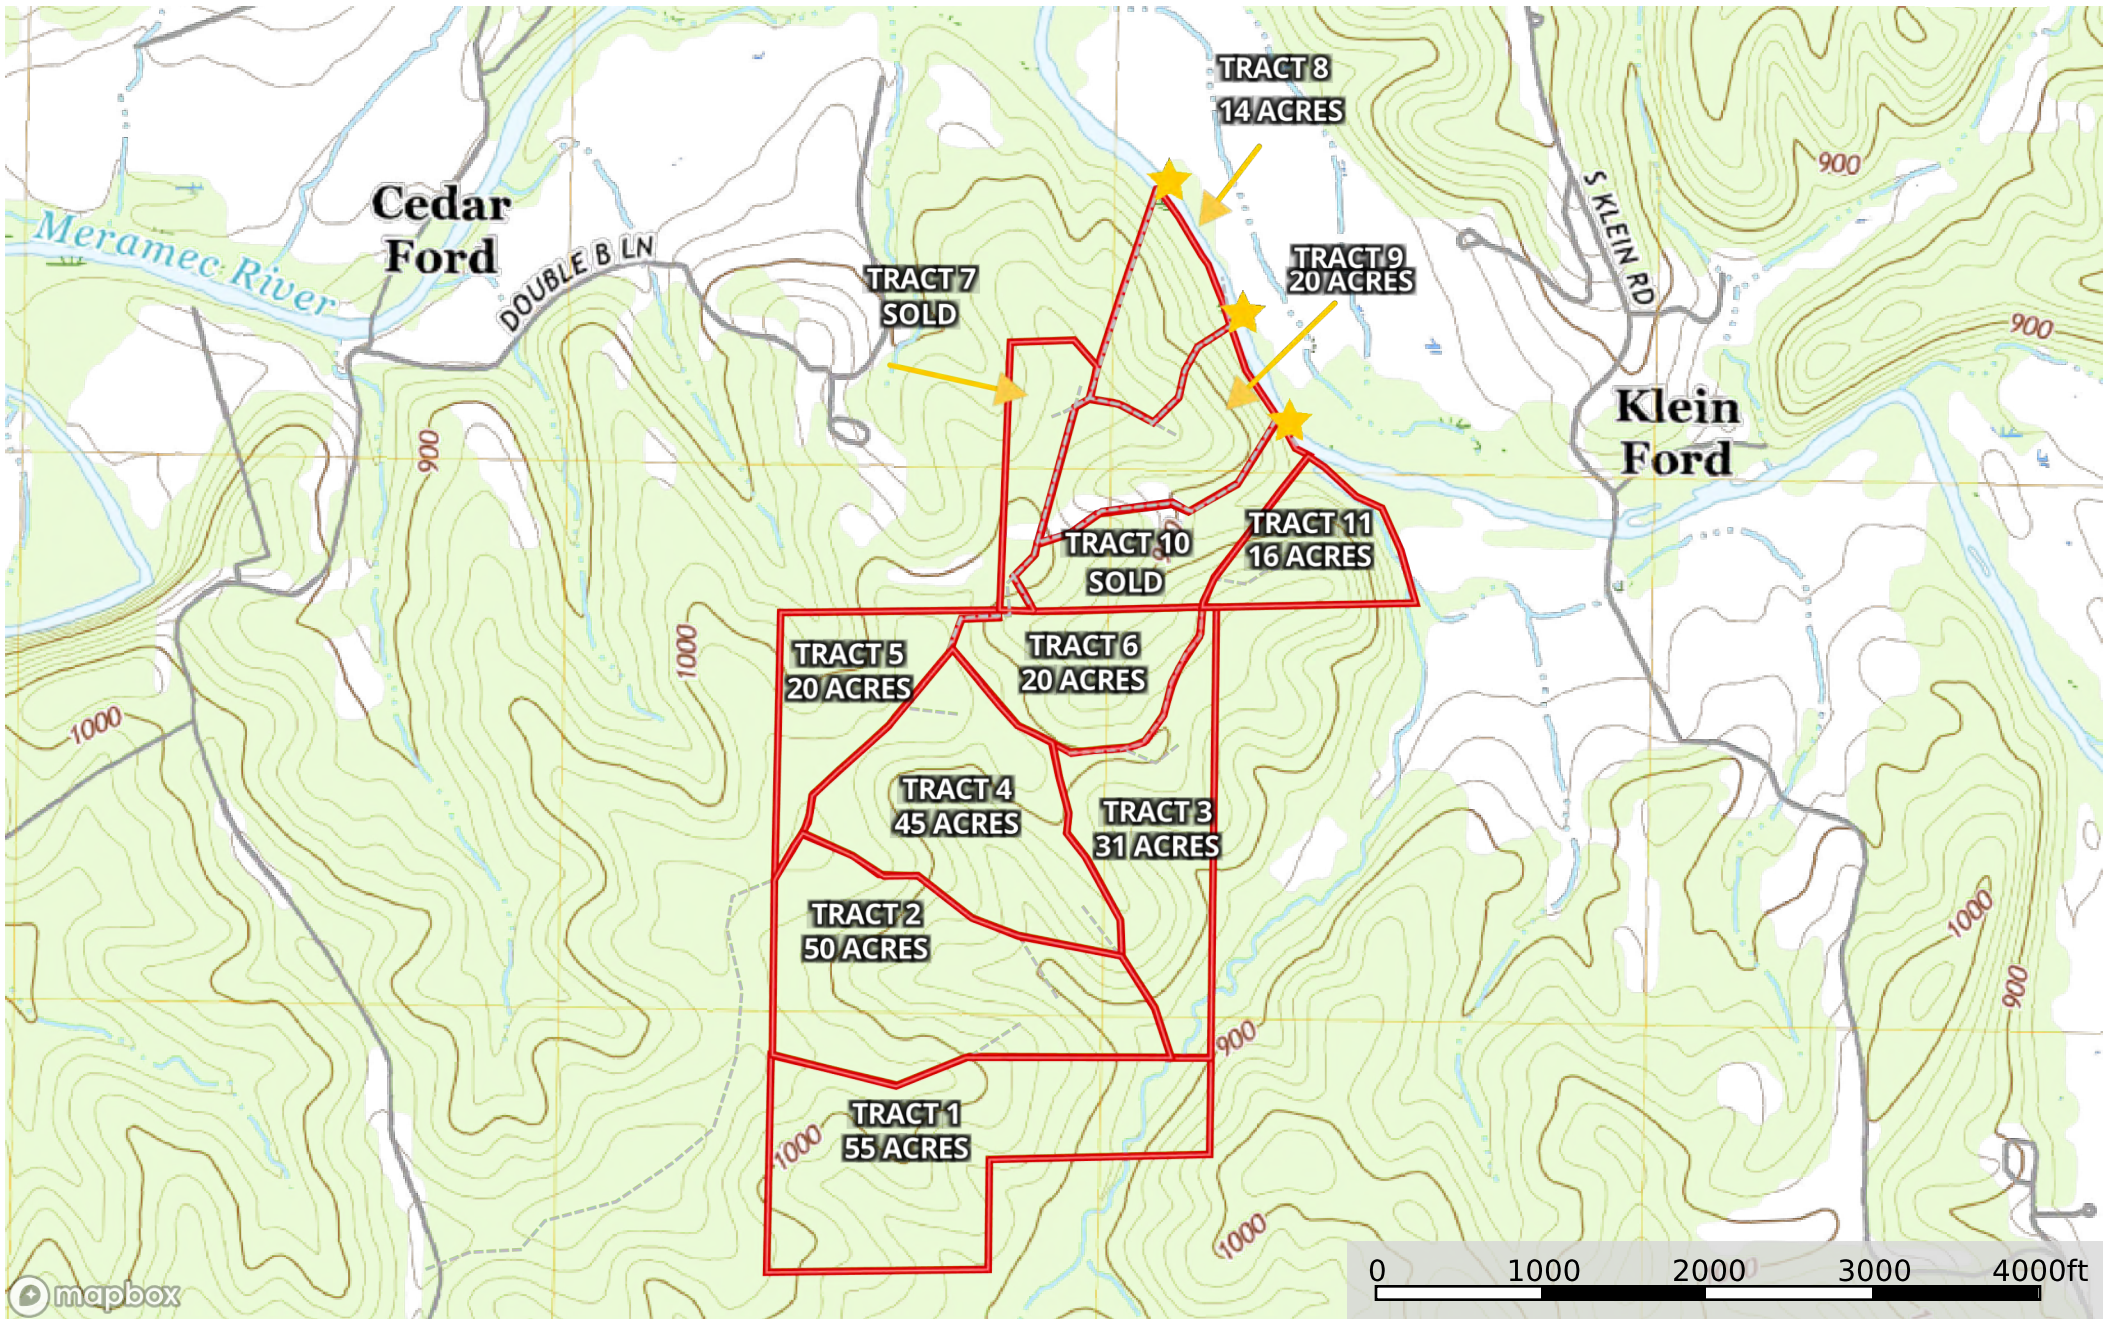 TRACT 8
14 ACRES
900
S KLEIN RD
Cedar
Ford
Meramec River
DOUBLE B LN
TRACT 7
SOLD
TRACT 9
20 ACRES
900
Klein
Ford
900
TRACT 10
SOLD
TRACT 11
16 ACRES
1000
TRACT 5
20 ACRES
TRACT 6
20 ACRES
1000
TRACT 4
45 ACRES
TRACT 3
31 ACRES
TRACT 2
50 ACRES
1000
900
900
TRACT 1
55 ACRES
1000
1000
0 1000 2000 3000 4000ft
mapbox